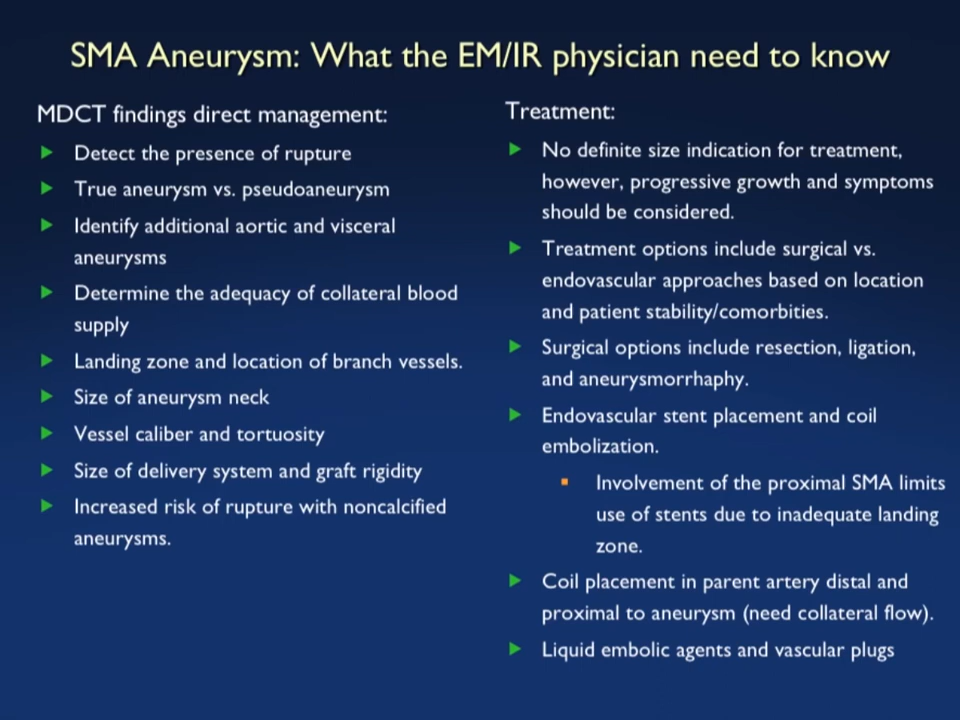 SMA Aneurysm: What the EM/IR physician need to know
MDCT findings direct management:
Detect the presence of rupture
True aneurysm vs. pseudoaneurysm
Identify additional aortic and visceral
aneurysms
Determine the adequacy of collateral blood
supply
Landing zone and location of branch vessels.
Size of aneurysm neck
Vessel caliber and tortuosity
Size of delivery system and graft rigidity
Increased risk of rupture with noncalcified
aneurysms.
Treatment:
No definite size indication for treatment,
however, progressive growth and symptoms
should be considered.
Treatment options include surgical vs.
endovascular approaches based on location
and patient stability/comorbities.
Surgical options include resection, ligation,
and aneurysmorrhaphy.
Endovascular stent placement and coil
embolization.
Involvement of the proximal SMA limits
use of stents due to inadequate landing
zone.
Coil placement in parent artery distal and
proximal to aneurysm (need collateral flow).
Liquid embolic agents and vascular plugs